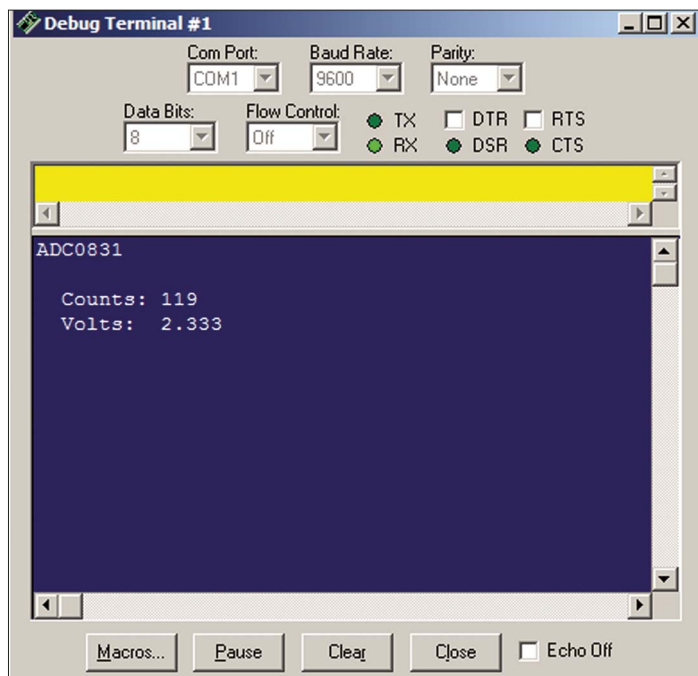 Debug Terminal #1
Com Port: Baud Rate: Parity:
COM1 9600 None
Data Bits: Flow Control: TX DTR RTS
8 Off RX DSR CTS
ADC0831
Counts: 119
Volts: 2.333
Macros... Pause Clear Close Echo Off